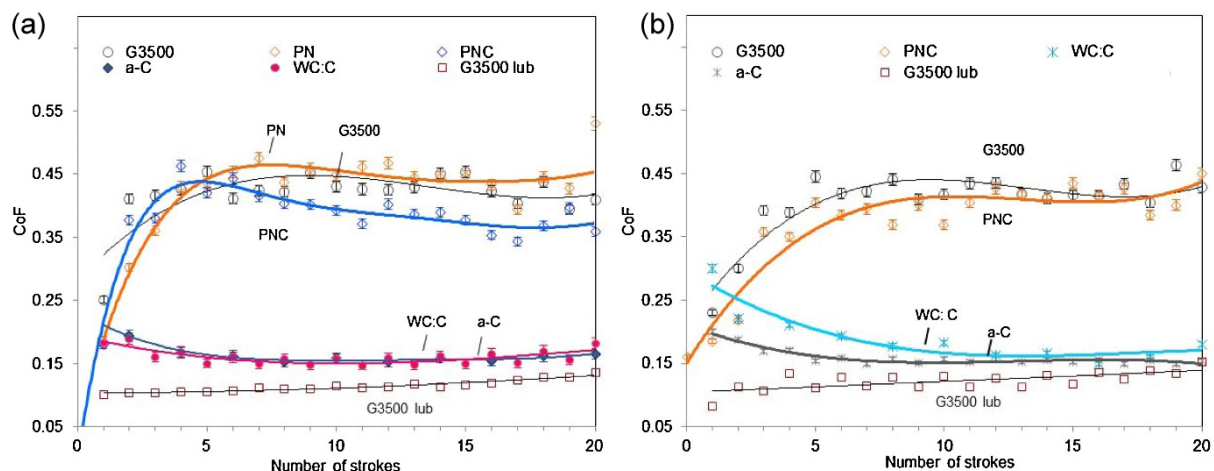 (a)
G3500 PN PNC
a-C WC:C G3500 lub
0.55
0.45
0.35
0.25
0.15
0.05
CoF
PN
G3500
PNC
WC:C a-C
G3500 lub
0 5 10 15 20
Number of strokes
(b)
G3500 PNC WC:C
a-C G3500 lub
0.55
0.45
0.35
0.25
0.15
0.05
CoF
G3500
PNC
WC: C
a-C
G3500 lub
0 5 10 15 20
Number of strokes